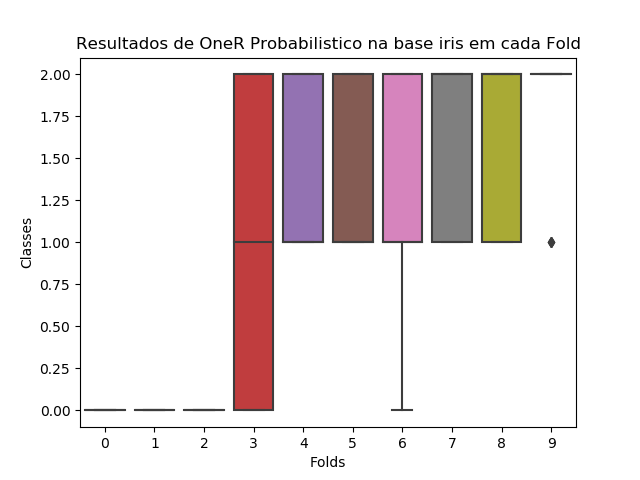 Resultados de OneR Probabilistico na base iris em cada Fold
2.00
1.75
1.50
1.25
1.00
0.75
0.50
0.25
0.00
Classes
0 1 2 3 4 5 6 7 8 9
Folds